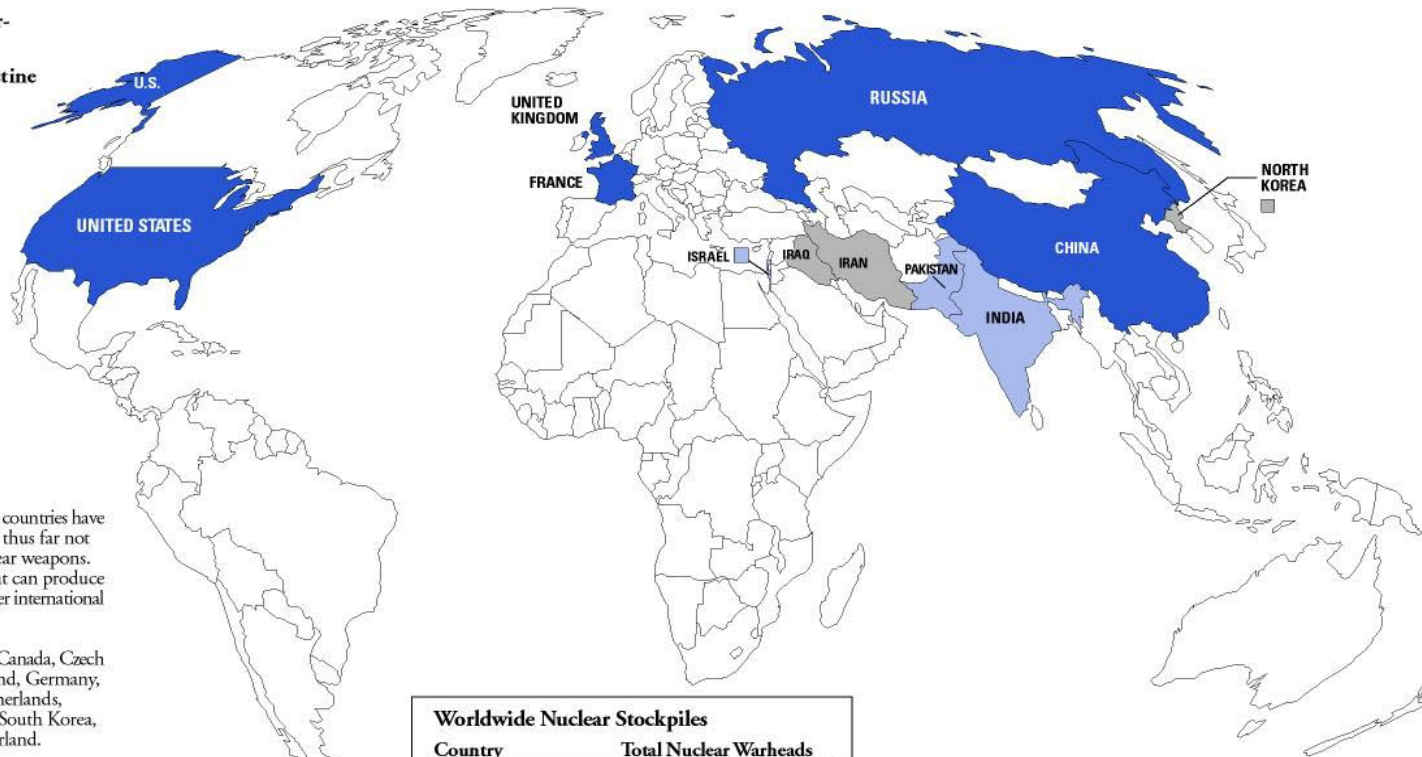 r-
tine
U.S.
UNITED
KINGDOM
RUSSIA
NORTH
KOREA
FRANCE
UNITED STATES
ISRAEL
IRAQ
IRAN
PAKISTAN
CHINA
INDIA
countries have
thus far not
ear weapons.
ut can produce
er international
Canada, Czech
nd, Germany,
herlands,
South Korea,
rland.
Worldwide Nuclear Stockpiles
Country Total Nuclear Warheads